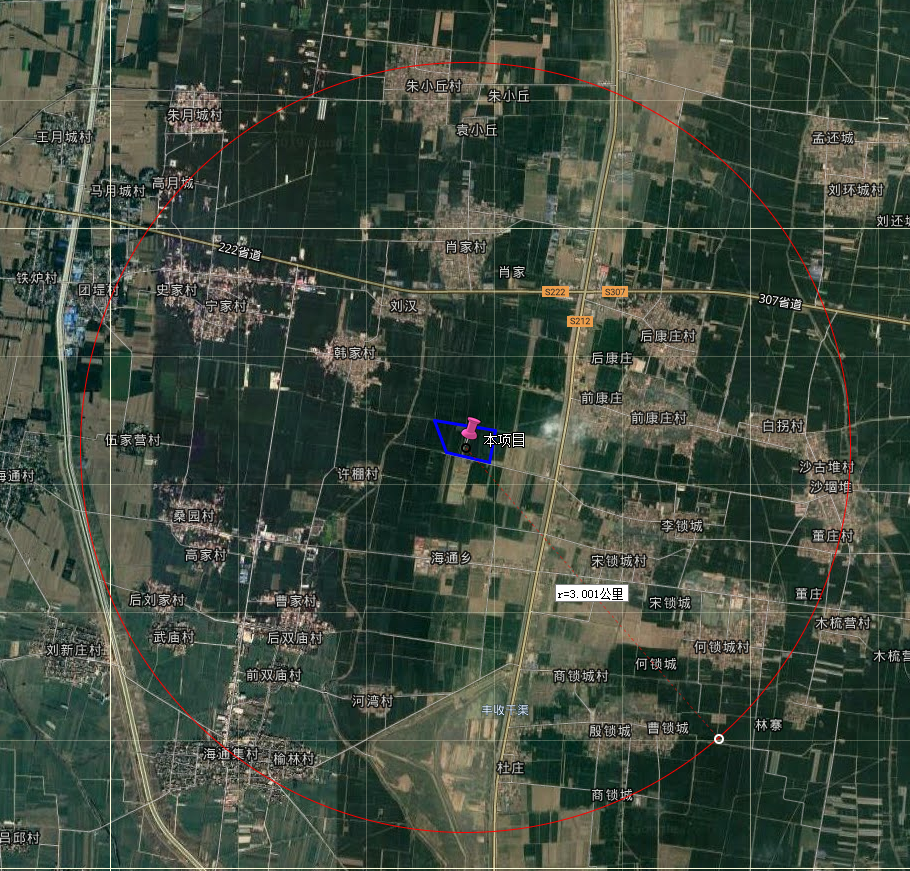 朱小丘村
朱小丘
朱月城村
袁小丘
王月城村
孟还城
高月城
马月城村
刘环城村
肖家村
222省道
肖家
铁炉村
团堤村
史家村
宁家村
刘汉
S222
S307
307省道
S212
韩家村
后康庄村
后康庄
前康庄
前康庄村
白拐村
伍家营村
本项目
沙古堆村
海通村
许棚村
沙堌堆
桑园村
李锁城
董庄村
高家村
海通乡
宋锁城村
r=3.001公里
后刘家村
曹家村
宋锁城
董庄
木梳营村
武庙村
后双庙村
刘新庄村
何锁城村
何锁城
木梳营
前双庙村
商锁城村
河湾村
丰收干渠
殷锁城
曹锁城
林寨
海通集村
榆林村
杜庄
商锁城
吕邱村